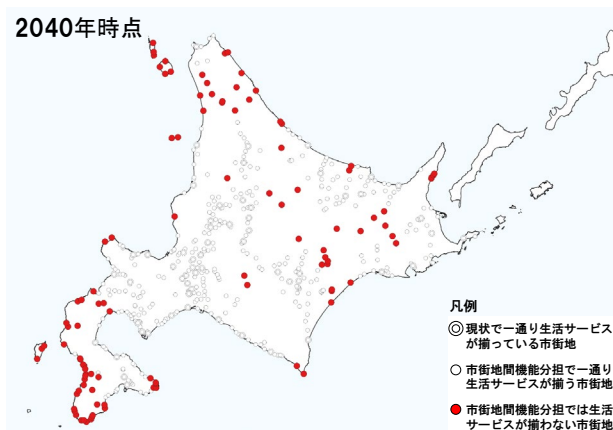 2040年時点
凡例
現状で一通り生活サービス
が揃っている市街地
市街地間機能分担で一通り
生活サービスが揃う市街地
市街地間機能分担では生活
サービスが揃わない市街地